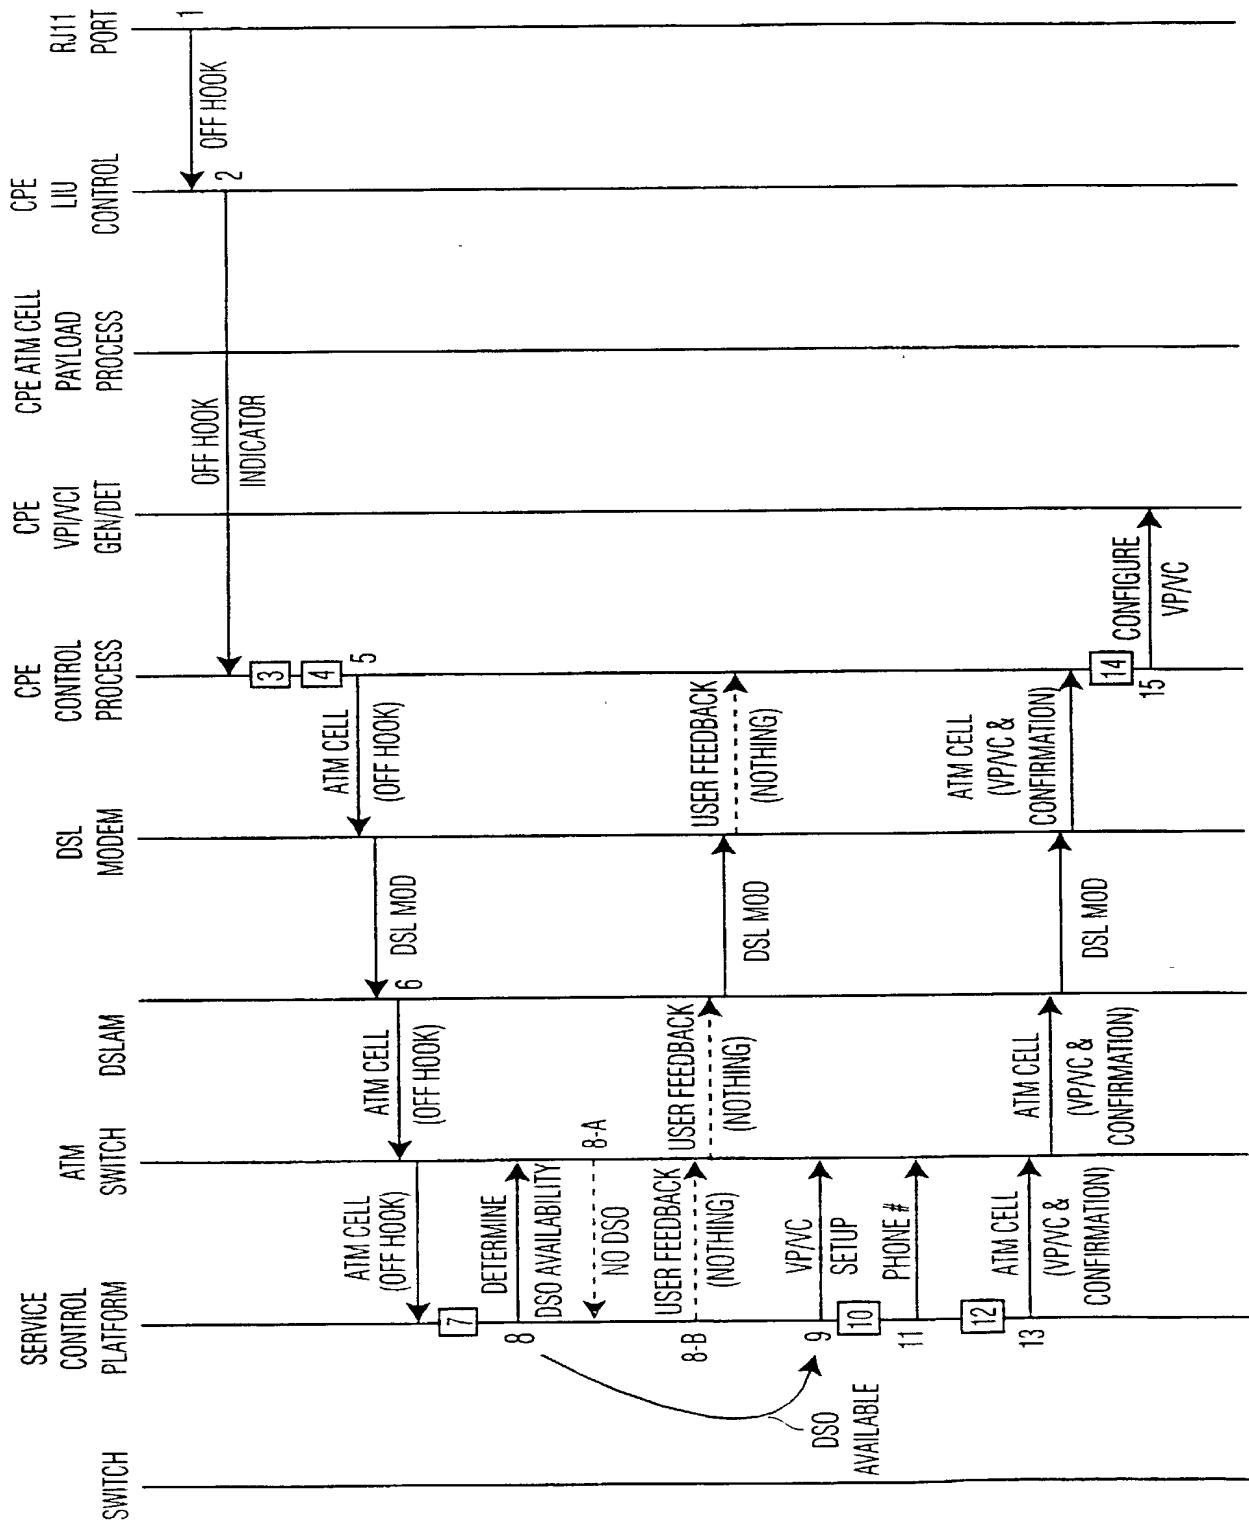 SWITCH
SERVICE
CONTROL
PLATFORM
ATM
SWITCH
DSLAM
DSL
MODEM
CPE
CONTROL
PROCESS
CPE
VPI/VCI
GEN/DET
CPE ATM CELL
PAYLOAD
PROCESS
CPE
LIU
CONTROL
RJ11
PORT
1
OFF HOOK
2
OFF HOOK
INDICATOR
3
4
5
ATM CELL
(OFF HOOK)
DSL MOD
6
ATM CELL
(OFF HOOK)
ATM CELL
(OFF HOOK)
7
8
DETERMINE
DSO AVAILABILITY
8-A
NO DSO
8-B
USER FEEDBACK
(NOTHING)
USER FEEDBACK
(NOTHING)
DSL MOD
USER FEEDBACK
(NOTHING)
DSO
AVAILABLE
9
VP/VC
SETUP
10
11
PHONE #
12
13
ATM CELL
(VP/VC &
CONFIRMATION)
ATM CELL
(VP/VC &
CONFIRMATION)
DSL MOD
ATM CELL
(VP/VC &
CONFIRMATION)
14
15
CONFIGURE
VP/VC